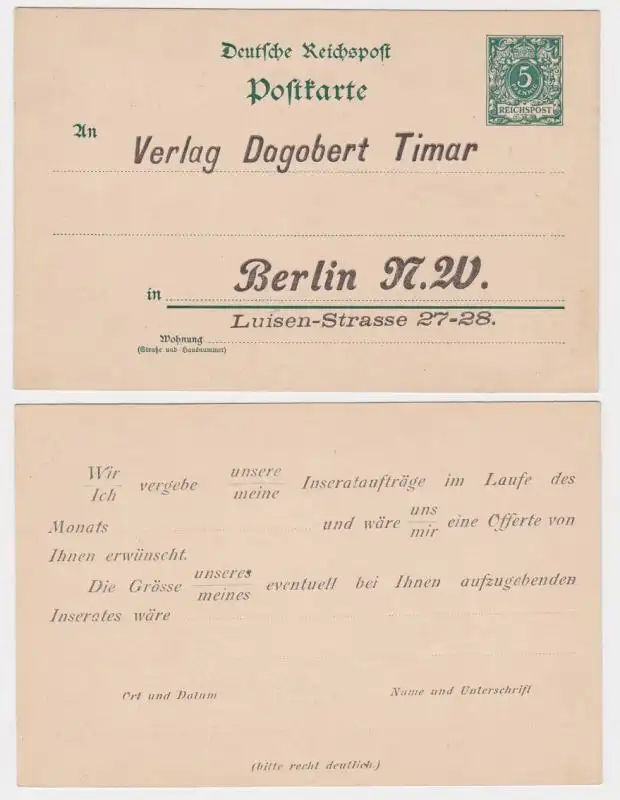 Deutsche Reichspost
Postkarte
5
PFENNIG
REICHSPOST
An
Verlag Dagobert Timar
in Berlin N.W.
Luisen-Strasse 27-28.
Wohnung
(Straße und Hausnummer)
Wir unsere
vergebe Inserataufträge im Laufe des
Ich meine
uns
Monats und wäre eine Offerte von
mir
Ihnen erwünscht.
unseres
Die Grösse eventuell bei Ihnen aufzugebenden
meines
Inserates wäre
Ort und Datum Name und Unterschrift
(bitte recht deutlich.)